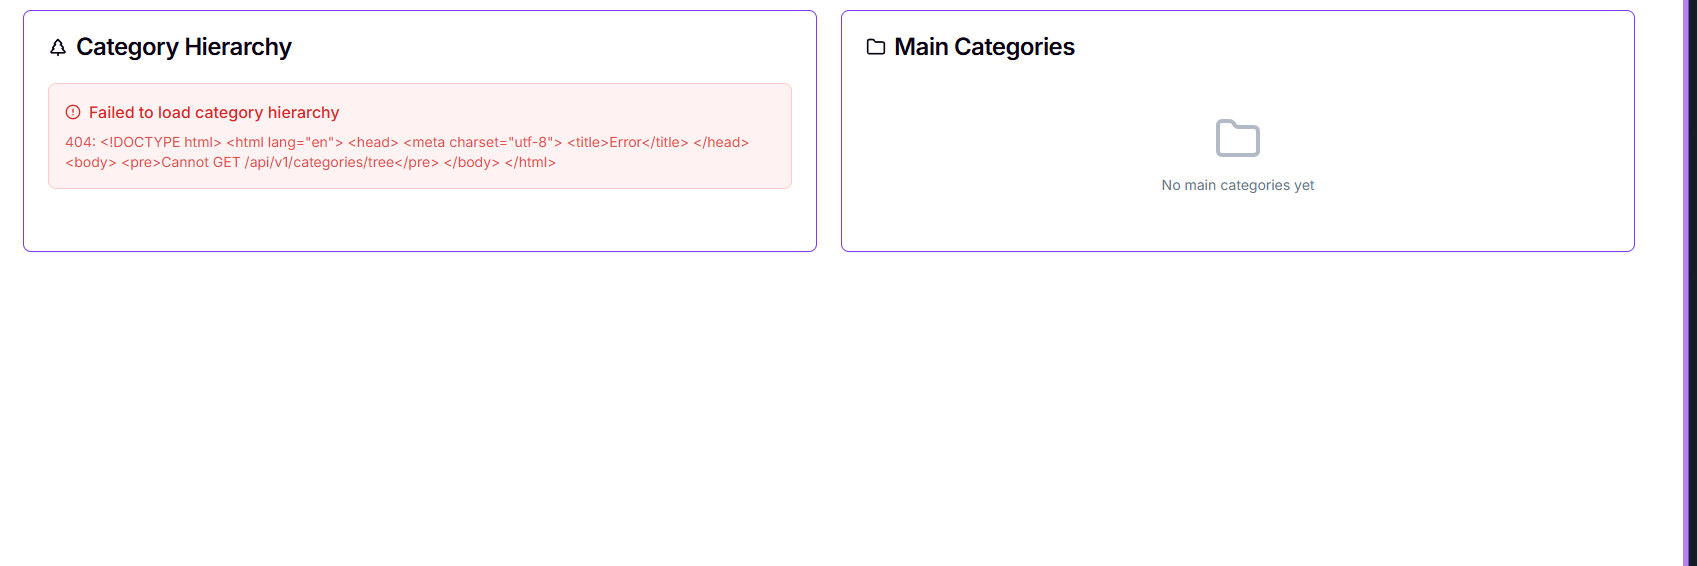 Category Hierarchy
Failed to load category hierarchy
404: <!DOCTYPE html> <html lang="en"> <head> <meta charset="utf-8"> <title>Error</title> </head>
<body> <pre>Cannot GET /api/v1/categories/tree</pre> </body> </html>
Main Categories
No main categories yet